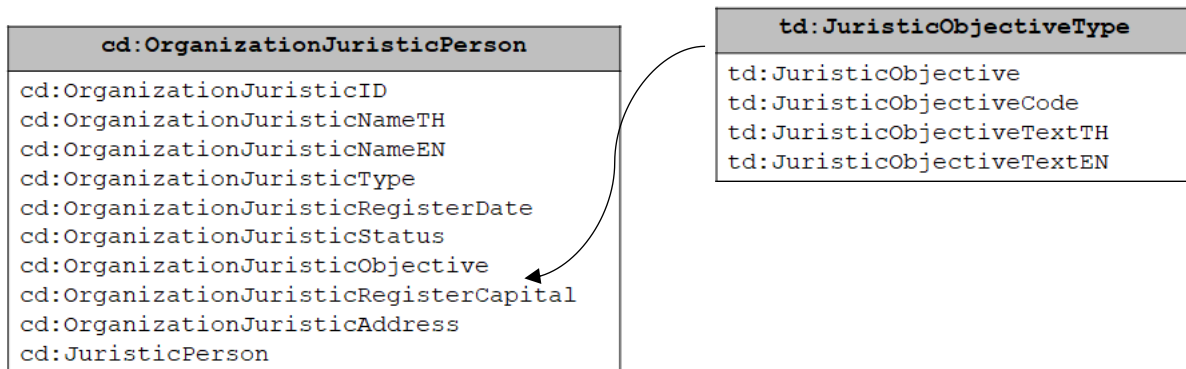 cd:OrganizationJuristicPerson
cd:OrganizationJuristicID
cd:OrganizationJuristicNameTH
cd:OrganizationJuristicNameEN
cd:OrganizationJuristicType
cd:OrganizationJuristicRegisterDate
cd:OrganizationJuristicStatus
cd:OrganizationJuristicObjective
cd:OrganizationJuristicRegisterCapital
cd:OrganizationJuristicAddress
cd:JuristicPerson
td:JuristicObjectiveType
td:JuristicObjective
td:JuristicObjectiveCode
td:JuristicObjectiveTextTH
td:JuristicObjectiveTextEN